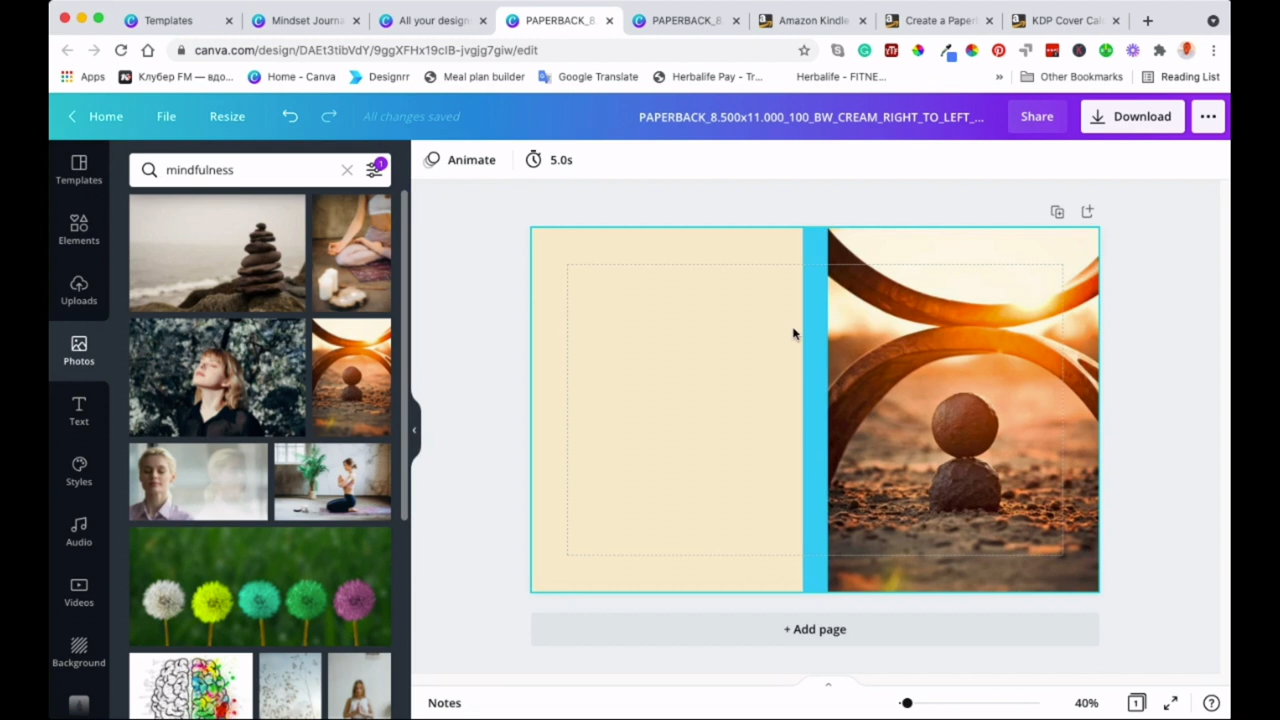 Templates
Mindset Journa
All your design
PAPERBACK_8
PAPERBACK_8
Amazon Kindle
Create a Paper
KDP Cover Calc
canva.com/design/DAEt3tibVdY/9ggXFHx19cIB-jvgjg7giw/edit
Apps
Клубер FM — вдо...
Home - Canva
Designrr
Meal plan builder
Google Translate
Herbalife Pay - Tr...
Herbalife - FITNE...
»
Other Bookmarks
Reading List
Home
File
Resize
All changes saved
PAPERBACK_8.500x11.000_100_BW_CREAM_RIGHT_TO_LEFT_...
Share
Download
Templates
Elements
Uploads
Photos
Text
Styles
Audio
Videos
Background
mindfulness
1
Animate
5.0s
+ Add page
Notes
40%
1
?